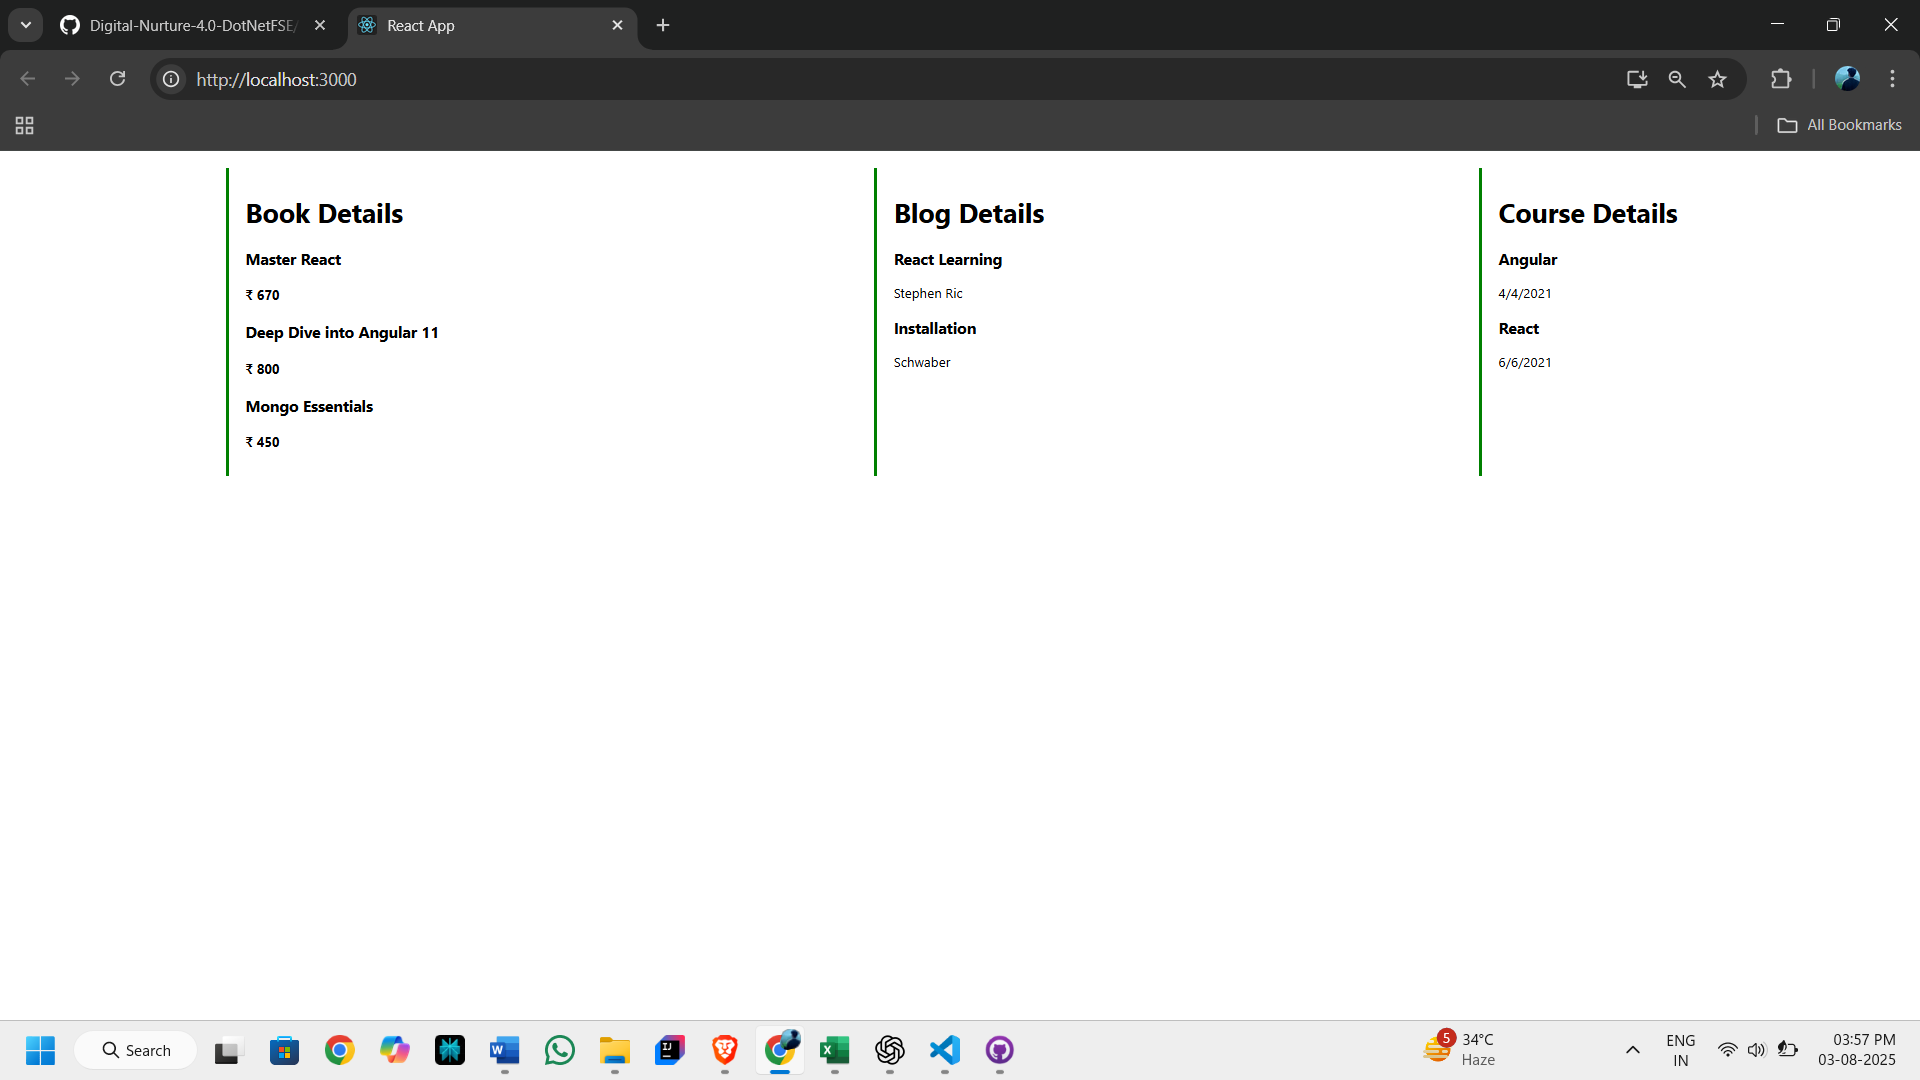 Digital-Nurture-4.0-DotNetFSE/
React App
http://localhost:3000
All Bookmarks
Book Details
Master React
₹ 670
Deep Dive into Angular 11
₹ 800
Mongo Essentials
₹ 450
Blog Details
React Learning
Stephen Ric
Installation
Schwaber
Course Details
Angular
4/4/2021
React
6/6/2021
Search
5
34°C
Haze
ENG
IN
03:57 PM
03-08-2025